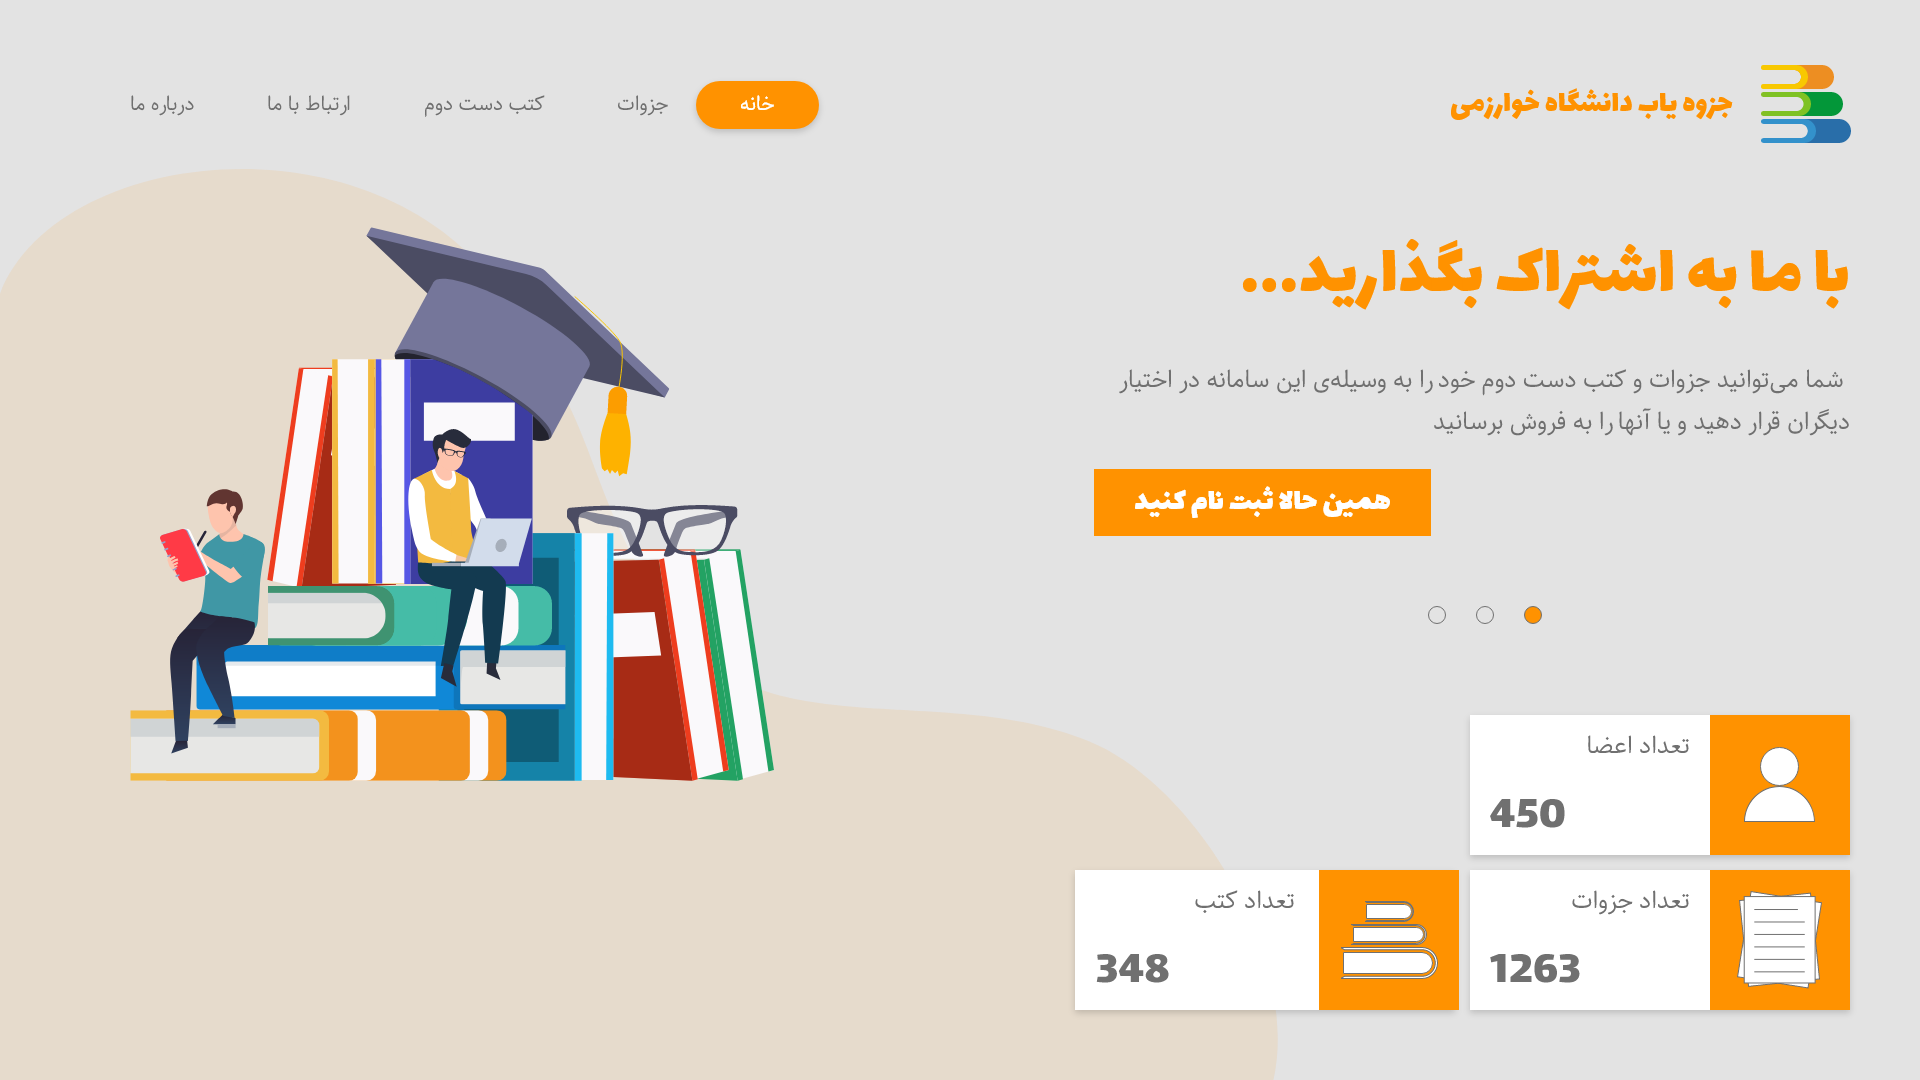 جزوه یاب دانشگاه خوارزمی
خانه
جزوات
کتب دست دوم
ارتباط با ما
درباره ما
با ما به اشتراک بگذارید...
شما می‌توانید جزوات و کتب دست دوم خود را به وسیله‌ی این سامانه در اختیار
دیگران قرار دهید و یا آنها را به فروش برسانید
همین حالا ثبت نام کنید
تعداد اعضا
450
تعداد جزوات
1263
تعداد کتب
348